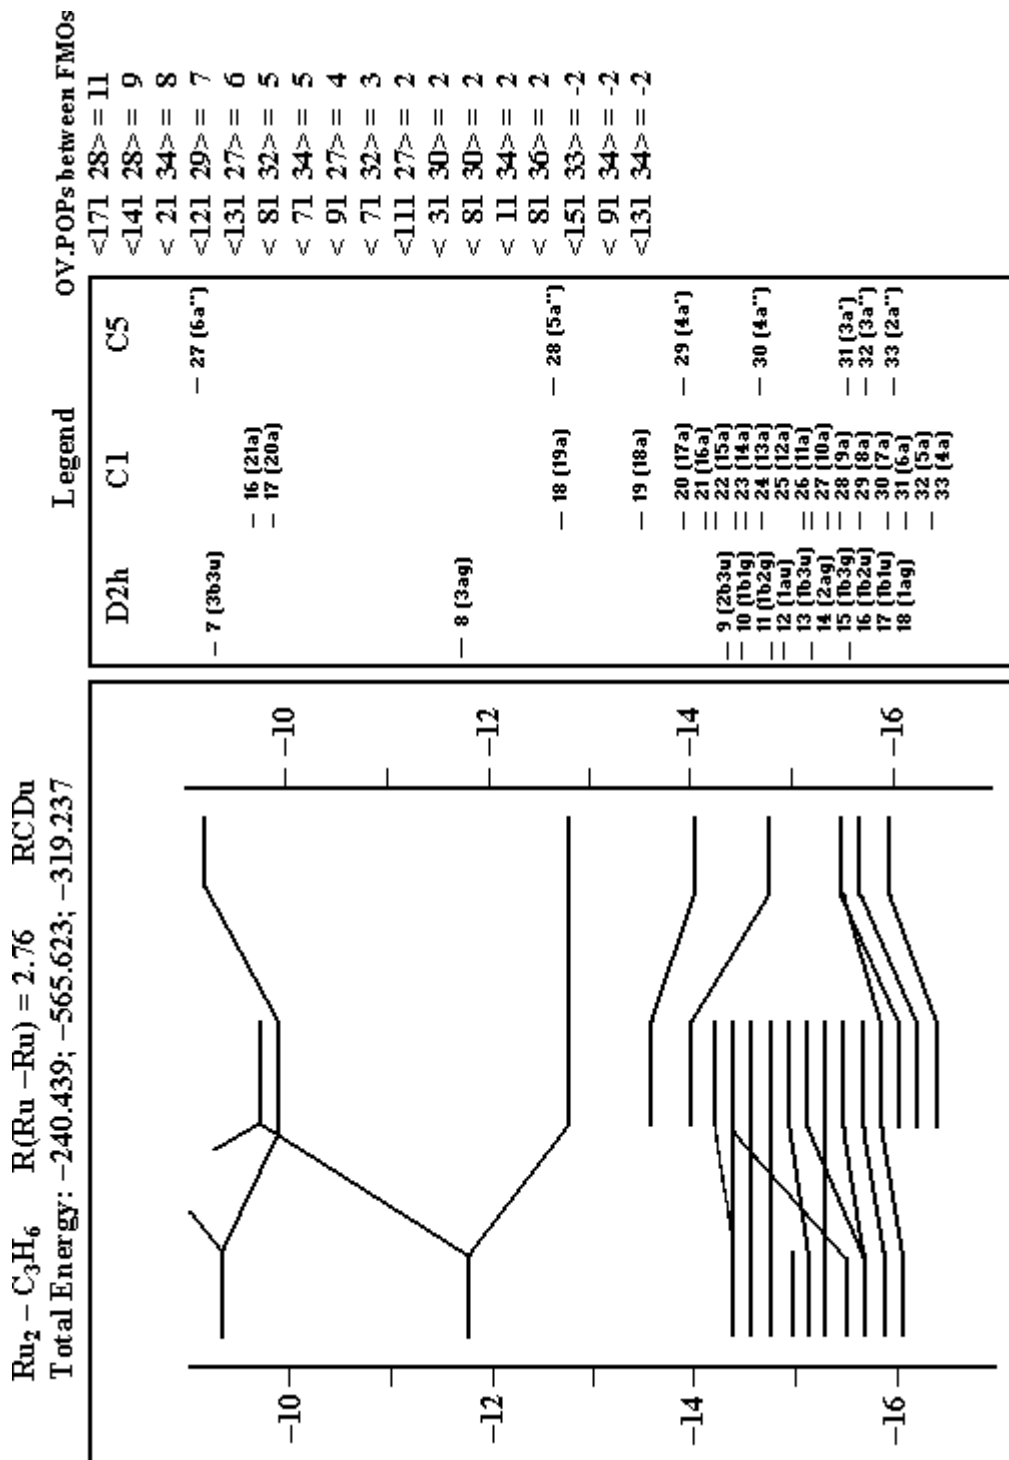 Ru2 – C3H6 R(Ru –Ru) = 2.76 RCDu
Total Energy: –240.439; –565.623; –319.237
–10
–12
–14
–16
–10
–12
–14
–16
Legend
D2h C1 C5
7 (3b3u)
8 (3ag)
9 (2b3u)
10 (1b1g)
11 (1b2g)
12 (1au)
13 (1b3u)
14 (2ag)
15 (1b3g)
16 (1b2u)
17 (1b1u)
18 (1ag)
16 (21a)
17 (20a)
18 (19a)
19 (18a)
20 (17a)
21 (16a)
22 (15a)
23 (14a)
24 (13a)
25 (12a)
26 (11a)
27 (10a)
28 (9a)
29 (8a)
30 (7a)
31 (6a)
32 (5a)
33 (4a)
27 (6a'')
28 (5a'')
29 (4a')
30 (4a'')
31 (3a')
32 (3a'')
33 (2a'')
OV.POPs between FMOs
<171 28>= 11
<141 28>= 9
< 21 34>= 8
<121 29>= 7
<131 27>= 6
< 81 32>= 5
< 71 34>= 5
< 91 27>= 4
< 71 32>= 3
<111 27>= 2
< 31 30>= 2
< 81 30>= 2
< 11 34>= 2
< 81 36>= 2
<151 33>= -2
< 91 34>= -2
<131 34>= -2